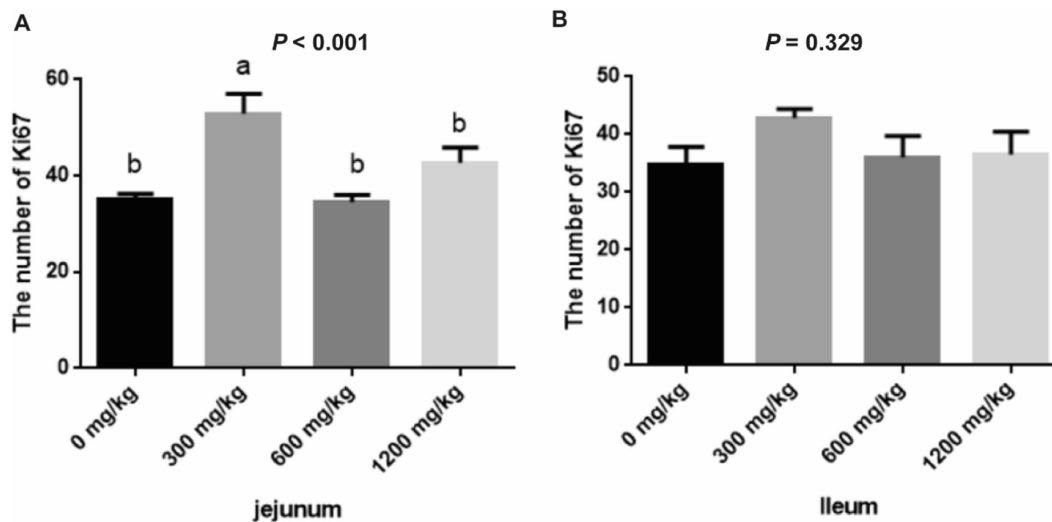 A
P < 0.001
The number of Ki67
60
40
20
0
b
a
b
b
0 mg/kg
300 mg/kg
600 mg/kg
1200 mg/kg
jejunum
B
P = 0.329
The number of Ki67
50
40
30
20
10
0
0 mg/kg
300 mg/kg
600 mg/kg
1200 mg/kg
Ileum